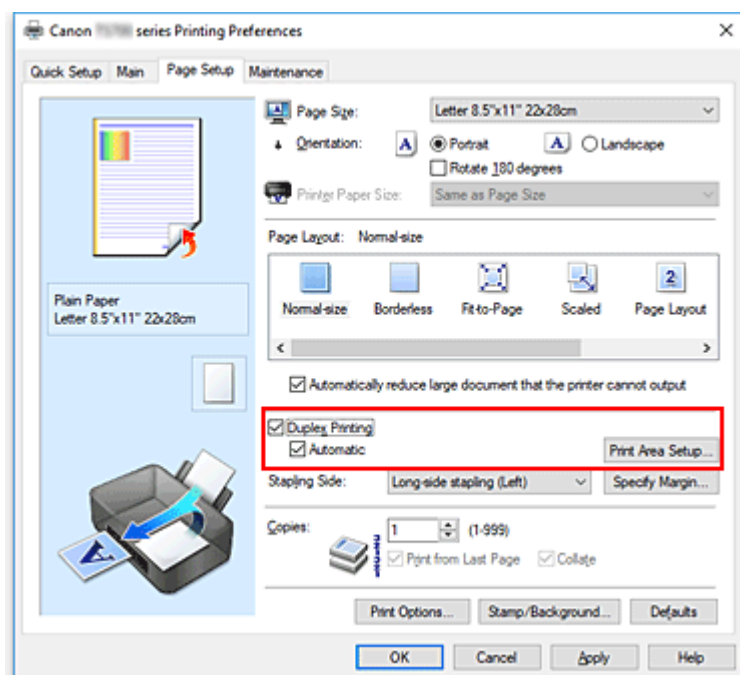 Canon series Printing Preferences
Quick Setup Main Page Setup Maintenance
Page Size: Letter 8.5"x11" 22x28cm
Orientation: A Portrait A Landscape
Rotate 180 degrees
Printer Paper Size: Same as Page Size
Page Layout: Normal-size
Normal-size Borderless Fit-to-Page Scaled 2 Page Layout
Plain Paper
Letter 8.5"x11" 22x28cm
Automatically reduce large document that the printer cannot output
Duplex Printing
Automatic Print Area Setup...
Stapling Side: Long-side stapling (Left) Specify Margin...
Copies: 1 (1-999)
Print from Last Page Collate
A
Print Options... Stamp/Background... Defaults
OK Cancel Apply Help